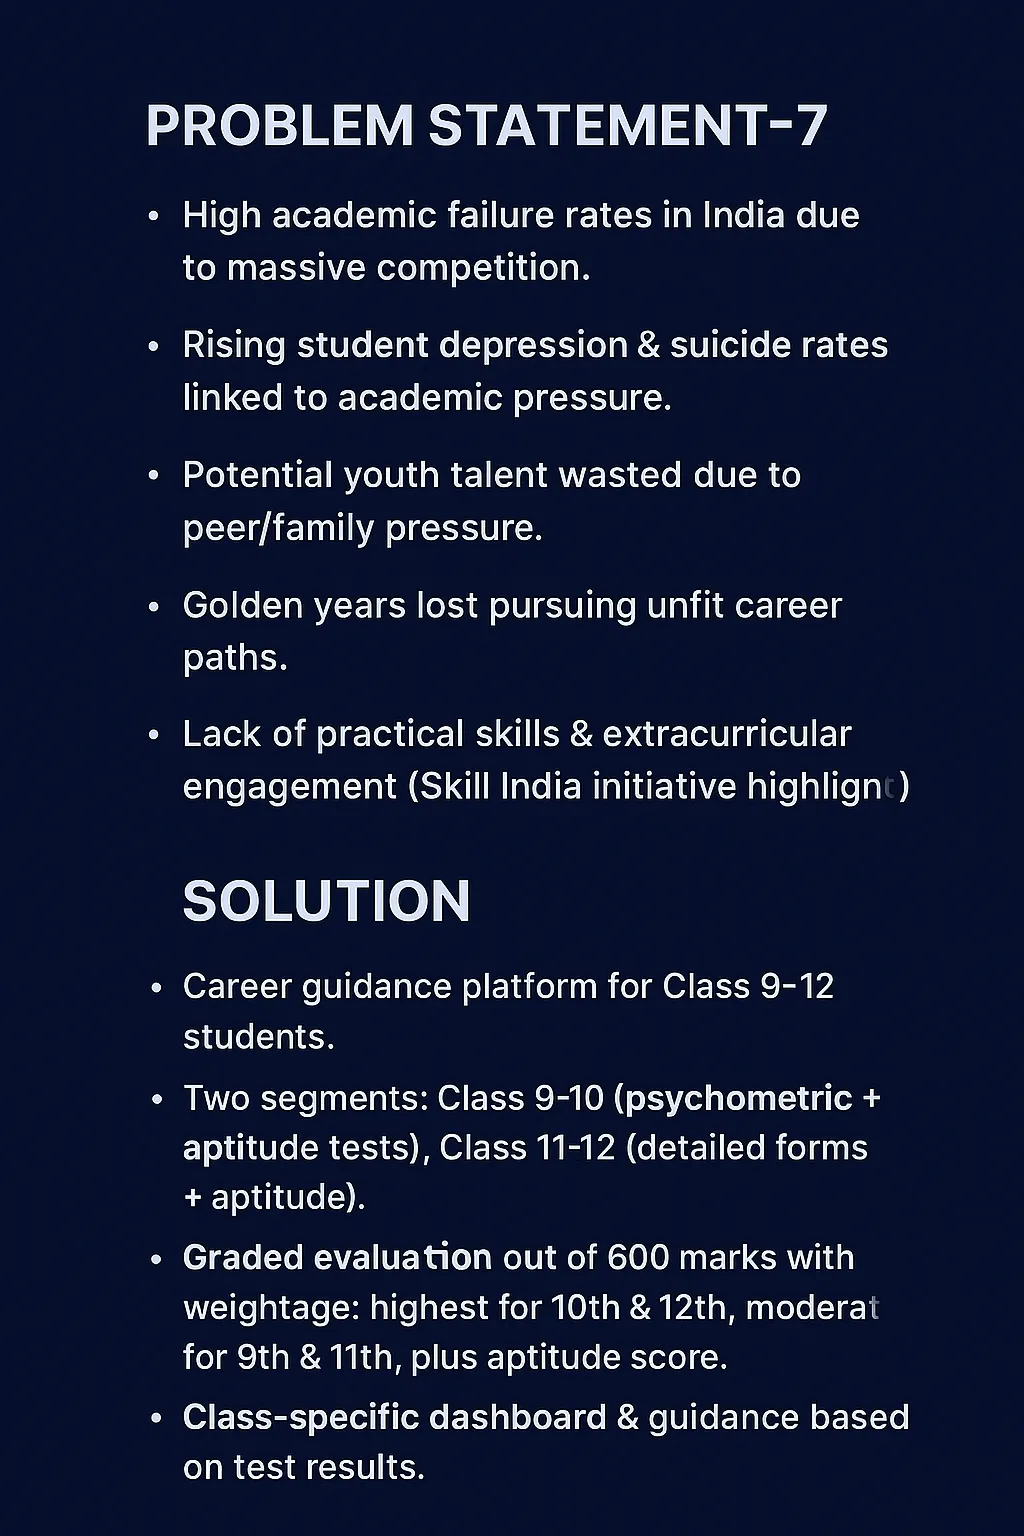 PROBLEM STATEMENT-7
• High academic failure rates in India due
to massive competition.
• Rising student depression & suicide rates
linked to academic pressure.
• Potential youth talent wasted due to
peer/family pressure.
• Golden years lost pursuing unfit career
paths.
• Lack of practical skills & extracurricular
engagement (Skill India initiative highlignt)
SOLUTION
• Career guidance platform for Class 9-12
students.
• Two segments: Class 9-10 (psychometric +
aptitude tests), Class 11-12 (detailed forms
+ aptitude).
• Graded evaluation out of 600 marks with
weightage: highest for 10th & 12th, moderat
for 9th & 11th, plus aptitude score.
• Class-specific dashboard & guidance based
on test results.